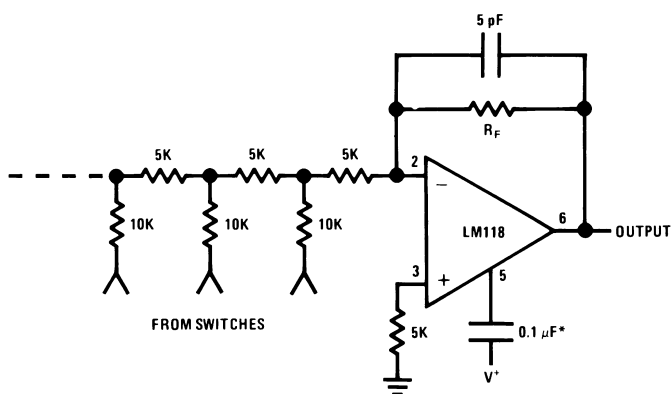 5 pF
R_F
5K
5K
5K
2
10K
10K
10K
−
LM118
6
OUTPUT
3
+
5
FROM SWITCHES
5K
0.1 μF*
V⁺